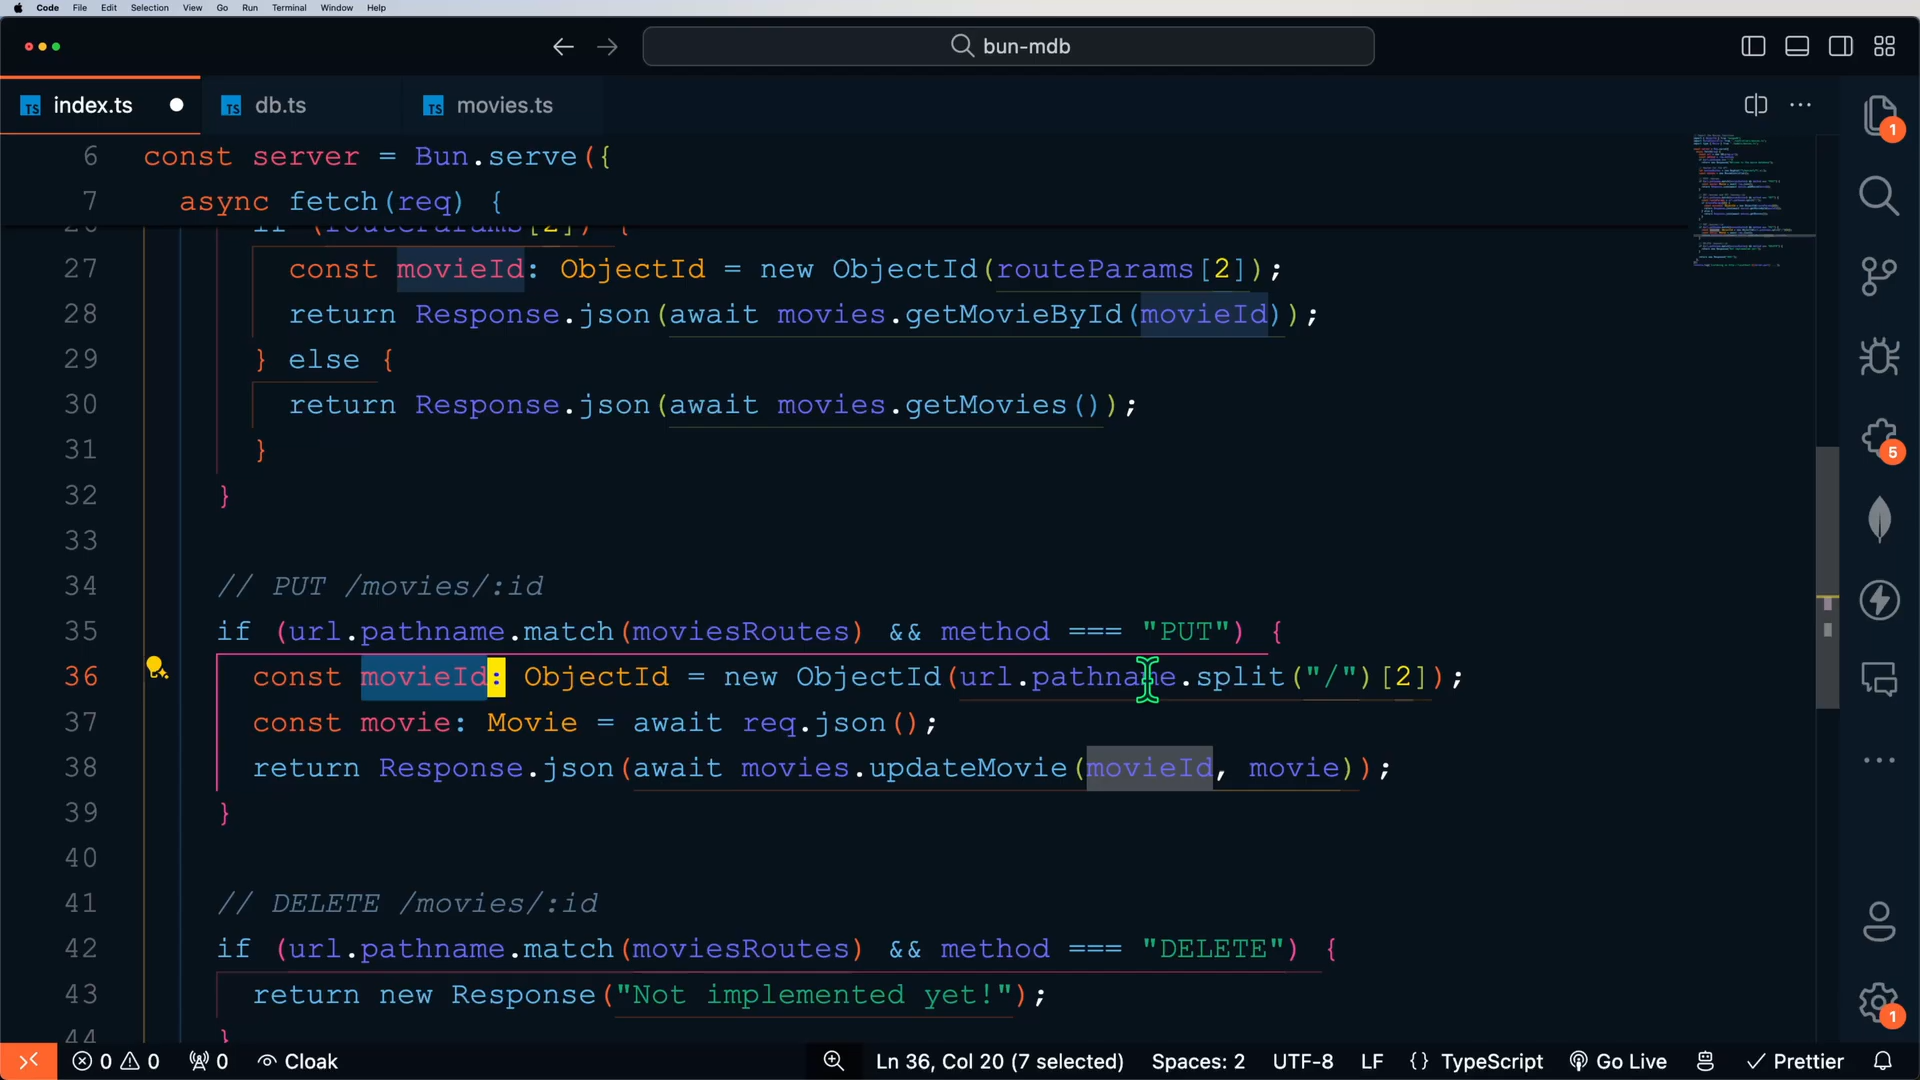 Code File Edit Selection View Go Run Terminal Window Help
bun-mdb
TS index.ts TS db.ts TS movies.ts
6 const server = Bun.serve({
7 async fetch(req) {
26 if (routeParams[2]) {
27 const movieId: ObjectId = new ObjectId(routeParams[2]);
28 return Response.json(await movies.getMovieById(movieId));
29 } else {
30 return Response.json(await movies.getMovies());
31 }
32 }
33
34 // PUT /movies/:id
35 if (url.pathname.match(moviesRoutes) && method === "PUT") {
36 const movieId: ObjectId = new ObjectId(url.pathname.split("/")[2]);
37 const movie: Movie = await req.json();
38 return Response.json(await movies.updateMovie(movieId, movie));
39 }
40
41 // DELETE /movies/:id
42 if (url.pathname.match(moviesRoutes) && method === "DELETE") {
43 return new Response("Not implemented yet!");
44 }
1
5
1
0 0 0 Cloak Ln 36, Col 20 (7 selected) Spaces: 2 UTF-8 LF {} TypeScript Go Live Prettier